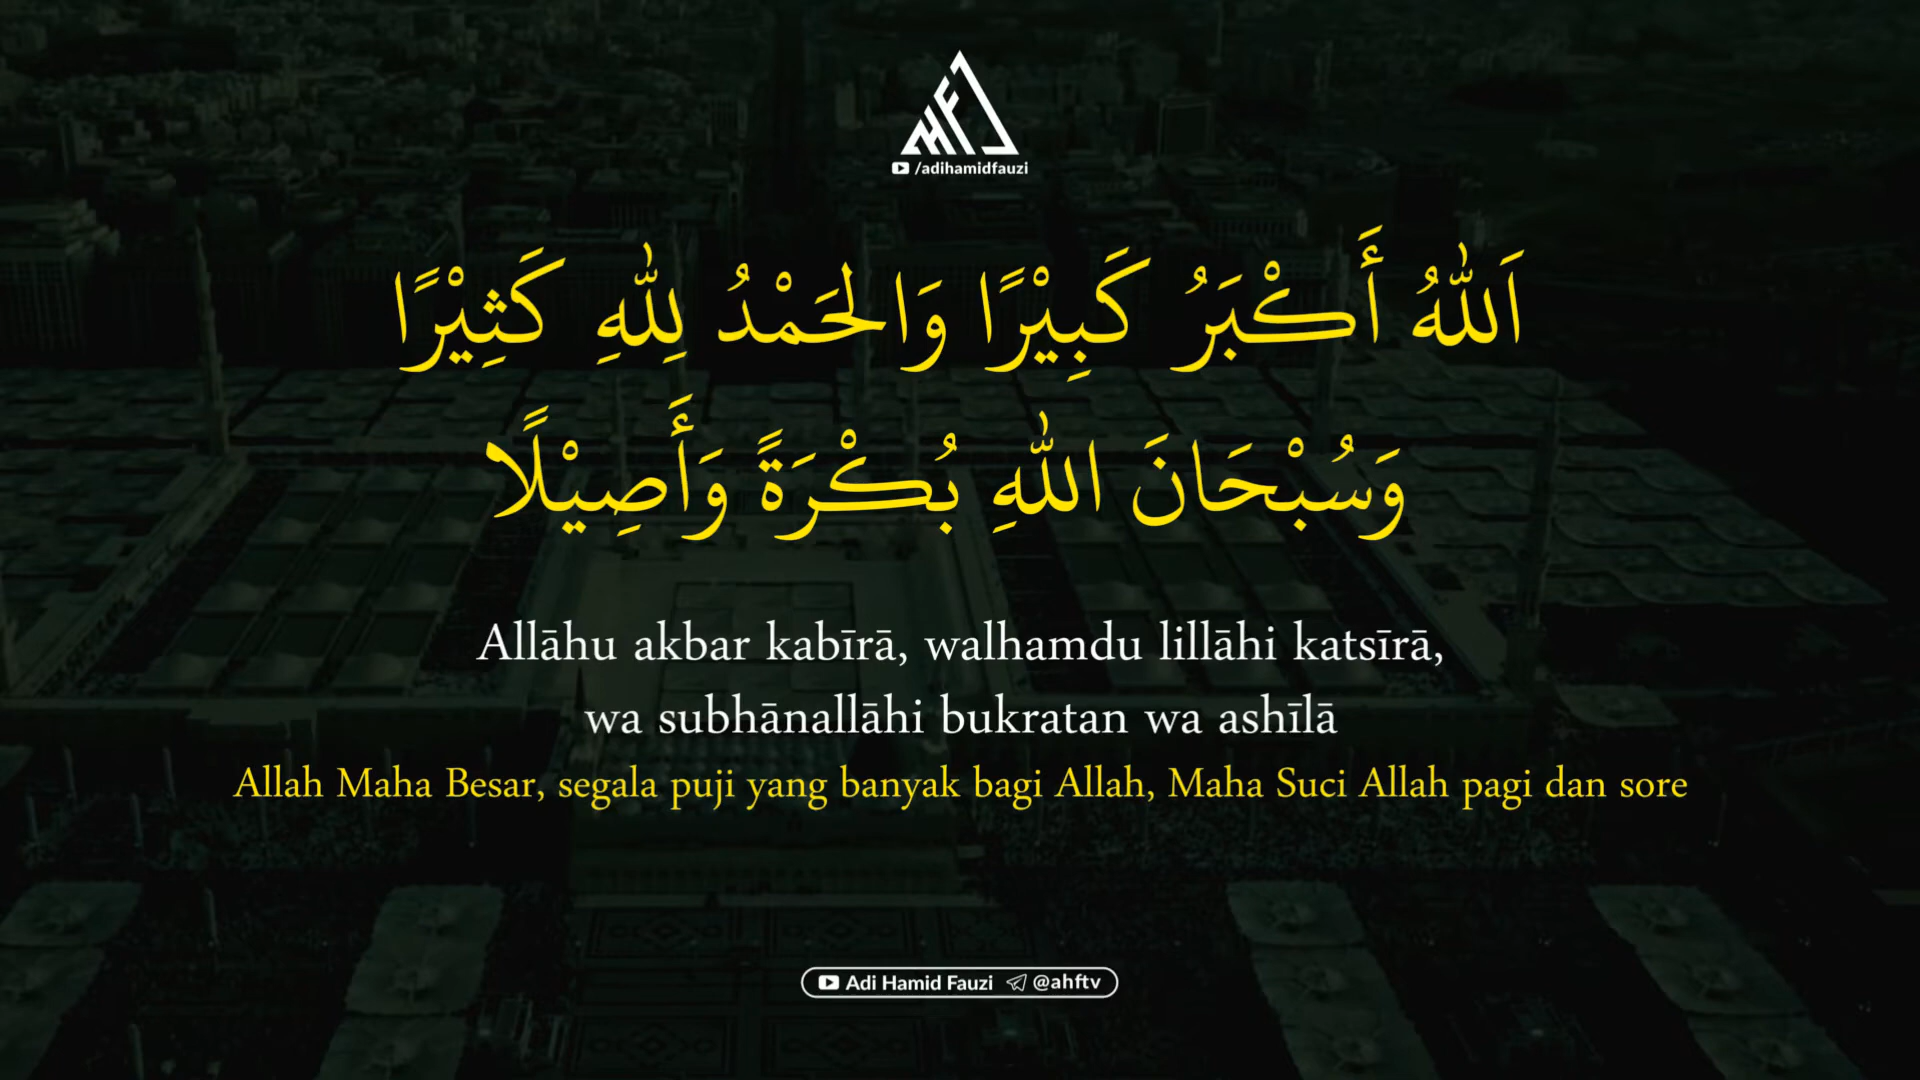 /adihamidfauzi
اَللّٰهُ أَكْبَرُ كَبِيْرًا وَالْحَمْدُ لِلّٰهِ كَثِيْرًا
وَسُبْحَانَ اللّٰهِ بُكْرَةً وَأَصِيْلًا
Allāhu akbar kabīrā, walhamdu lillāhi katsīrā,
wa subhānallāhi bukratan wa ashīlā
Allah Maha Besar, segala puji yang banyak bagi Allah, Maha Suci Allah pagi dan sore
Adi Hamid Fauzi @ahftv